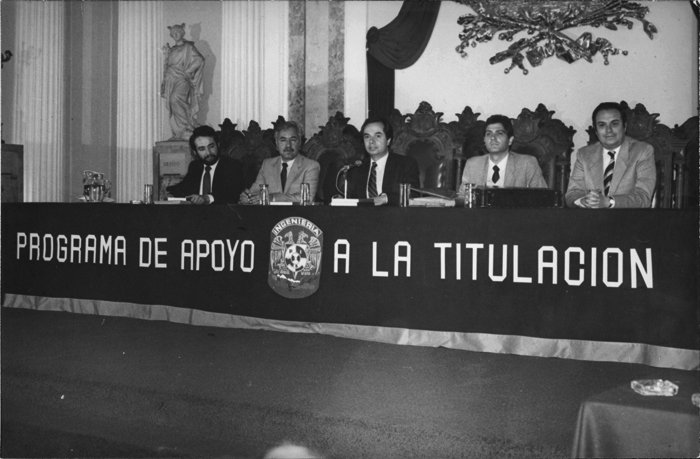 INGENIERIA
PROGRAMA DE APOYO A LA TITULACION